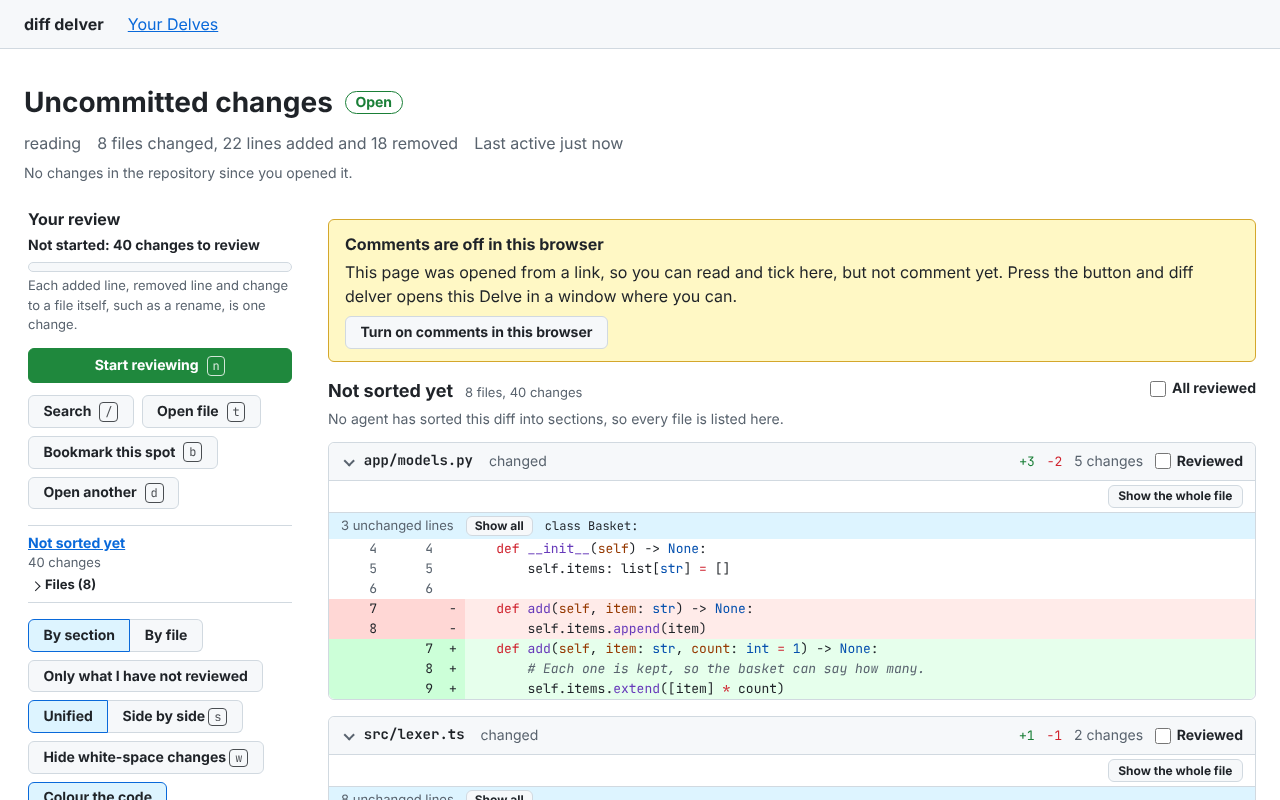 diff delver Your Delves
Uncommitted changes Open
reading 8 files changed, 22 lines added and 18 removed Last active just now
No changes in the repository since you opened it.
Your review
Not started: 40 changes to review
Each added line, removed line and change
to a file itself, such as a rename, is one
change.
Start reviewing n
Search / Open file t
Bookmark this spot b
Open another d
Not sorted yet
40 changes
Files (8)
By section By file
Only what I have not reviewed
Unified Side by side s
Hide white-space changes w
Colour the code
Comments are off in this browser
This page was opened from a link, so you can read and tick here, but not comment yet. Press the button and diff
delver opens this Delve in a window where you can.
Turn on comments in this browser
Not sorted yet 8 files, 40 changes All reviewed
No agent has sorted this diff into sections, so every file is listed here.
app/models.py changed +3 -2 5 changes Reviewed
Show the whole file
3 unchanged lines Show all class Basket:
4 4 def __init__(self) -> None:
5 5 self.items: list[str] = []
6 6
7 - def add(self, item: str) -> None:
8 - self.items.append(item)
7 + def add(self, item: str, count: int = 1) -> None:
8 + # Each one is kept, so the basket can say how many.
9 + self.items.extend([item] * count)
src/lexer.ts changed +1 -1 2 changes Reviewed
Show the whole file
8 unchanged lines Show all